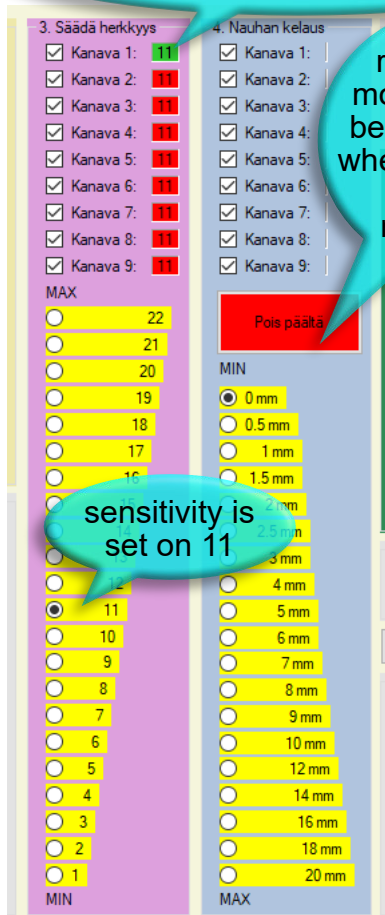 3. Säädä herkkyys
Kanava 1: 11
Kanava 2: 11
Kanava 3: 11
Kanava 4: 11
Kanava 5: 11
Kanava 6: 11
Kanava 7: 11
Kanava 8: 11
Kanava 9: 11
MAX
22
21
20
19
18
17
16
15
14
13
12
11
10
9
8
7
6
5
4
3
2
1
MIN
sensitivity is
set on 11
4. Nauhan kelaus
Kanava 1:
Kanava 2:
Kanava 3:
Kanava 4:
Kanava 5:
Kanava 6:
Kanava 7:
Kanava 8:
Kanava 9:
Pois päältä
MIN
0 mm
0.5 mm
1 mm
1.5 mm
2 mm
2.5 mm
3 mm
4 mm
5 mm
6 mm
7 mm
8 mm
9 mm
10 mm
12 mm
14 mm
16 mm
18 mm
20 mm
MAX